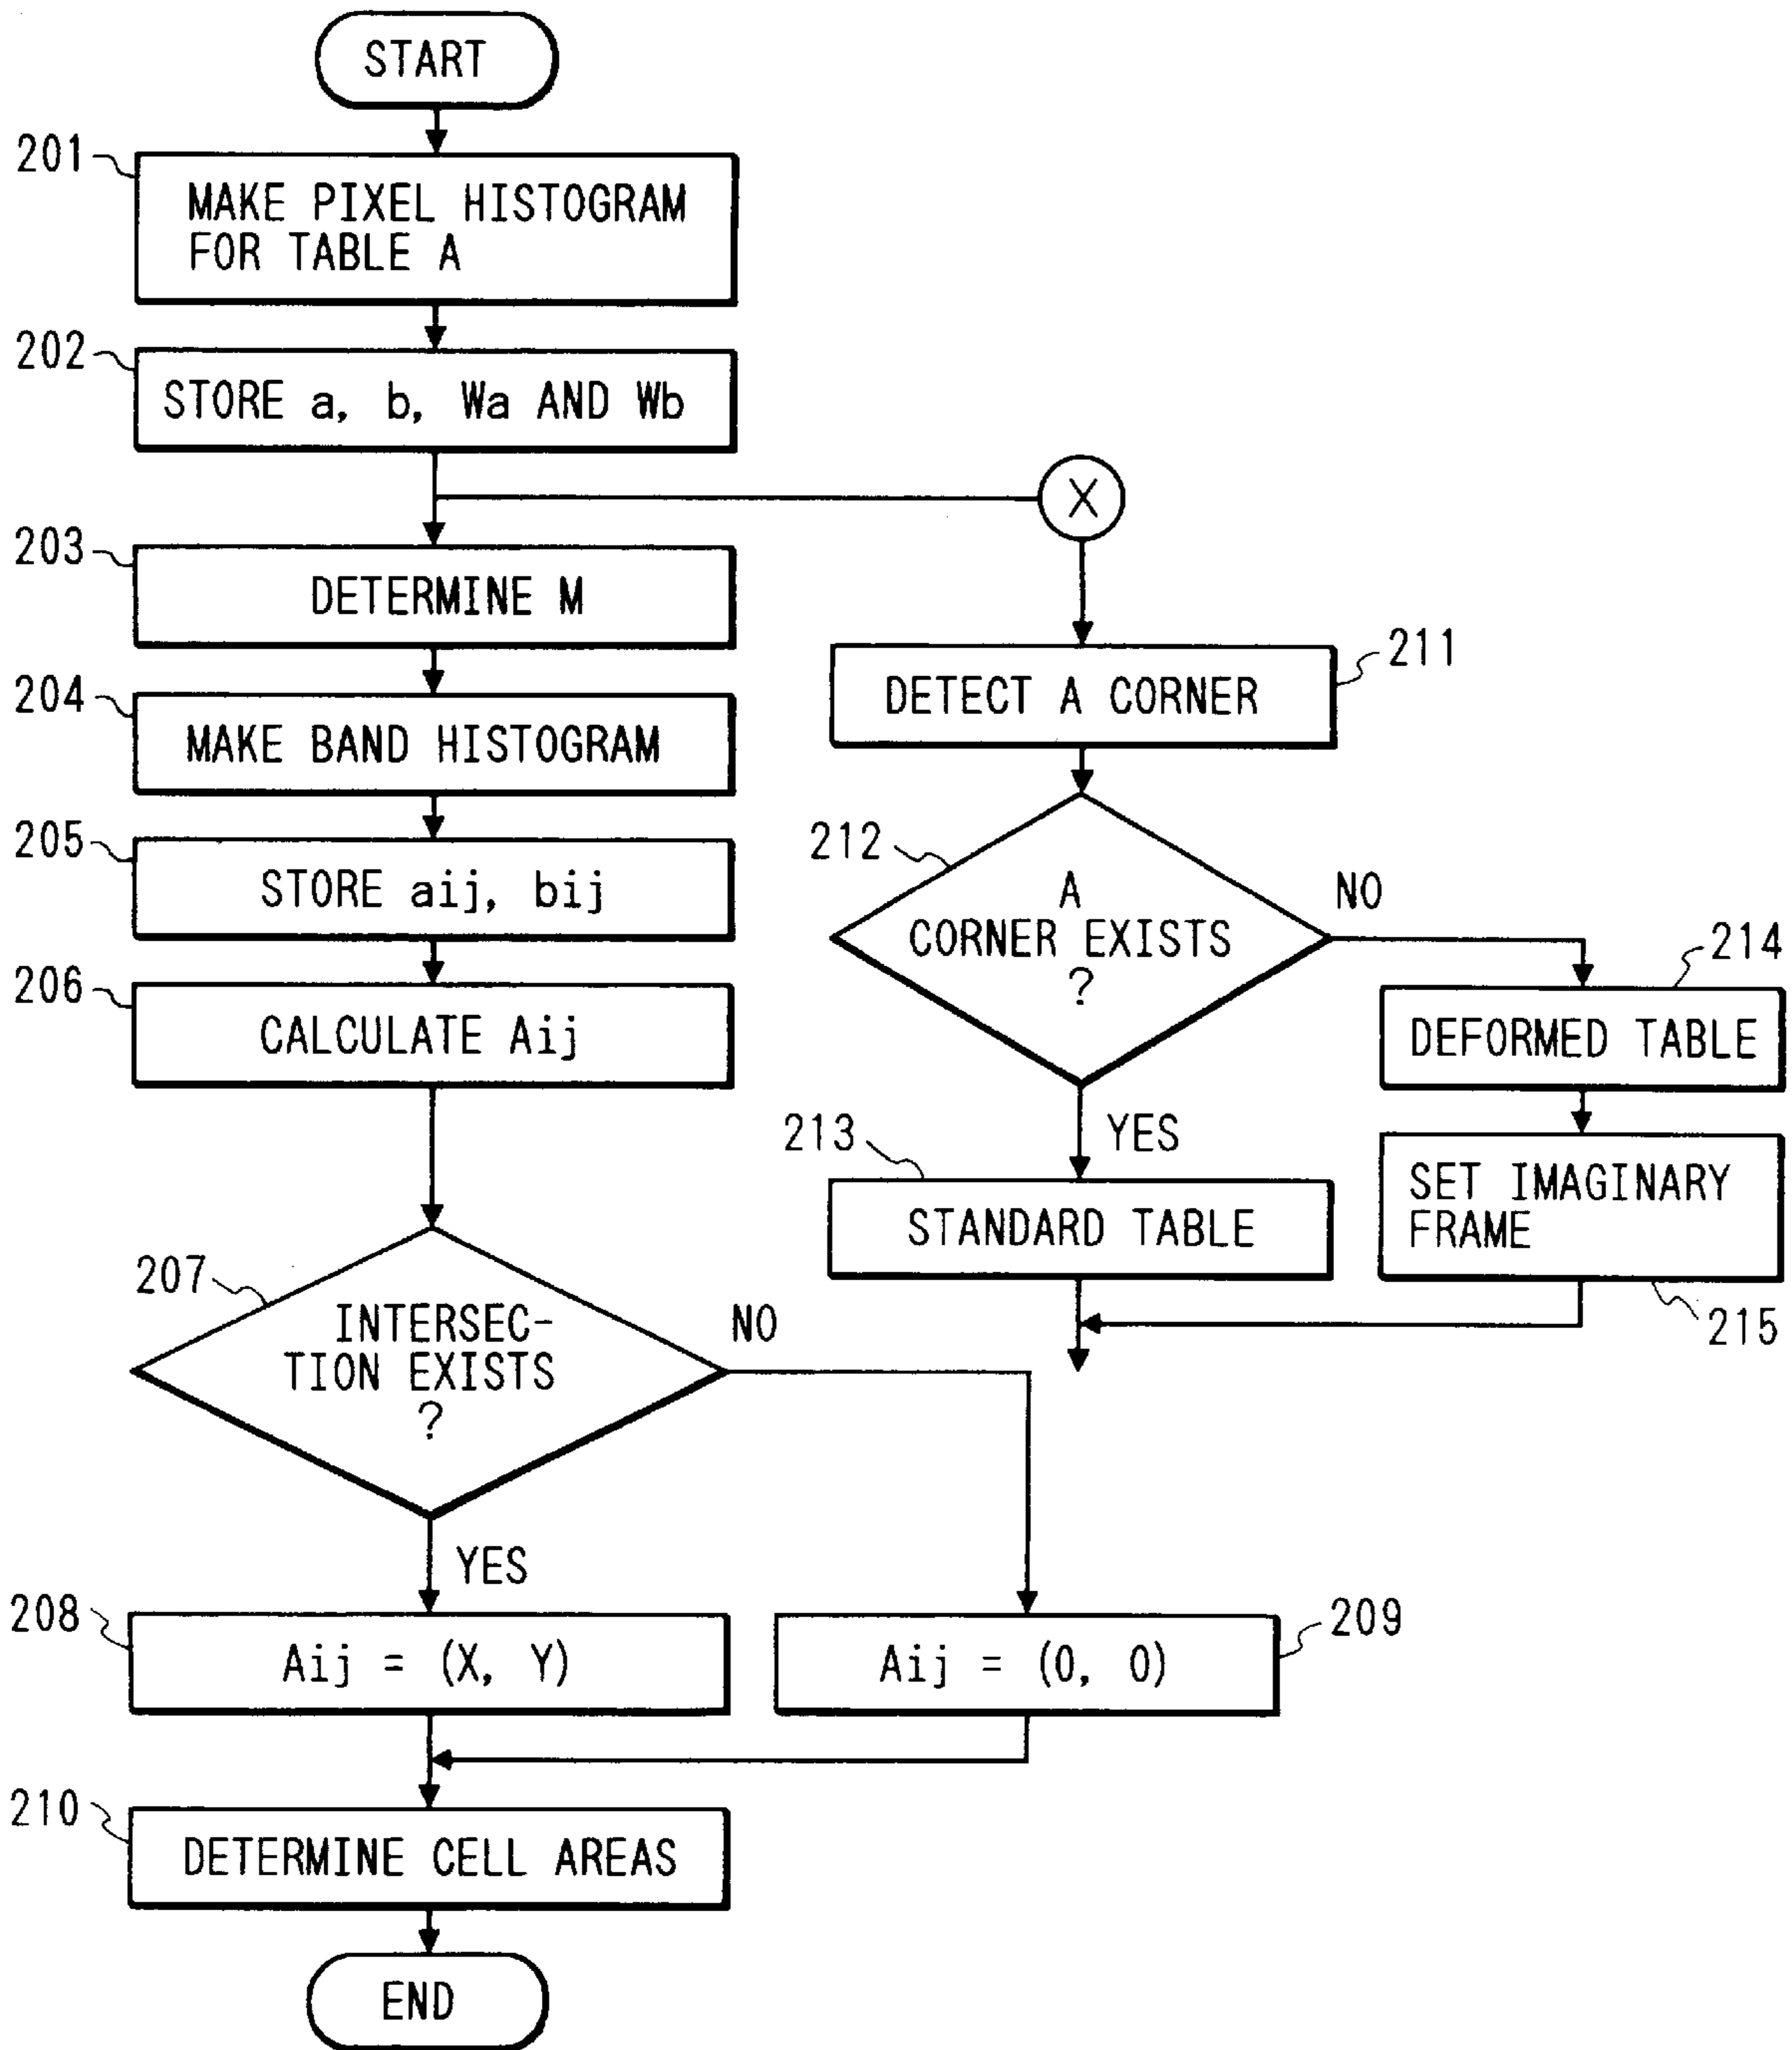 START
201
MAKE PIXEL HISTOGRAM
FOR TABLE A
202
STORE a, b, Wa AND Wb
X
203
DETERMINE M
204
MAKE BAND HISTOGRAM
205
STORE aij, bij
206
CALCULATE Aij
207
INTERSEC-
TION EXISTS
?
NO
YES
208
Aij = (X, Y)
209
Aij = (0, 0)
210
DETERMINE CELL AREAS
END
211
DETECT A CORNER
212
A
CORNER EXISTS
?
NO
YES
213
STANDARD TABLE
214
DEFORMED TABLE
SET IMAGINARY
FRAME
215